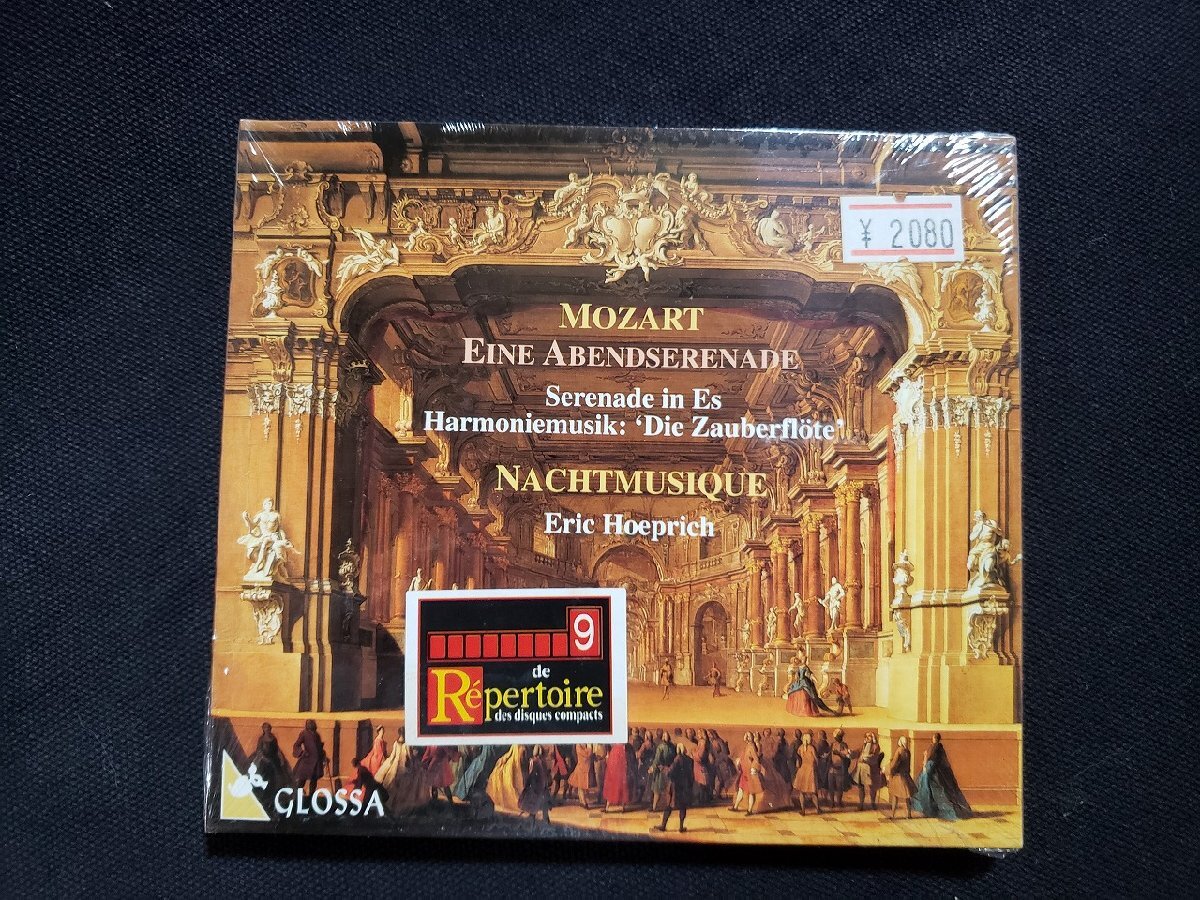 ¥ 2080
MOZART
EINE ABENDSERENADE
Serenade in Es
Harmoniemusik: ‘Die Zauberflöte’
NACHTMUSIQUE
Eric Hoeprich
9
de
Répertoire
des disques compacts
GLOSSA